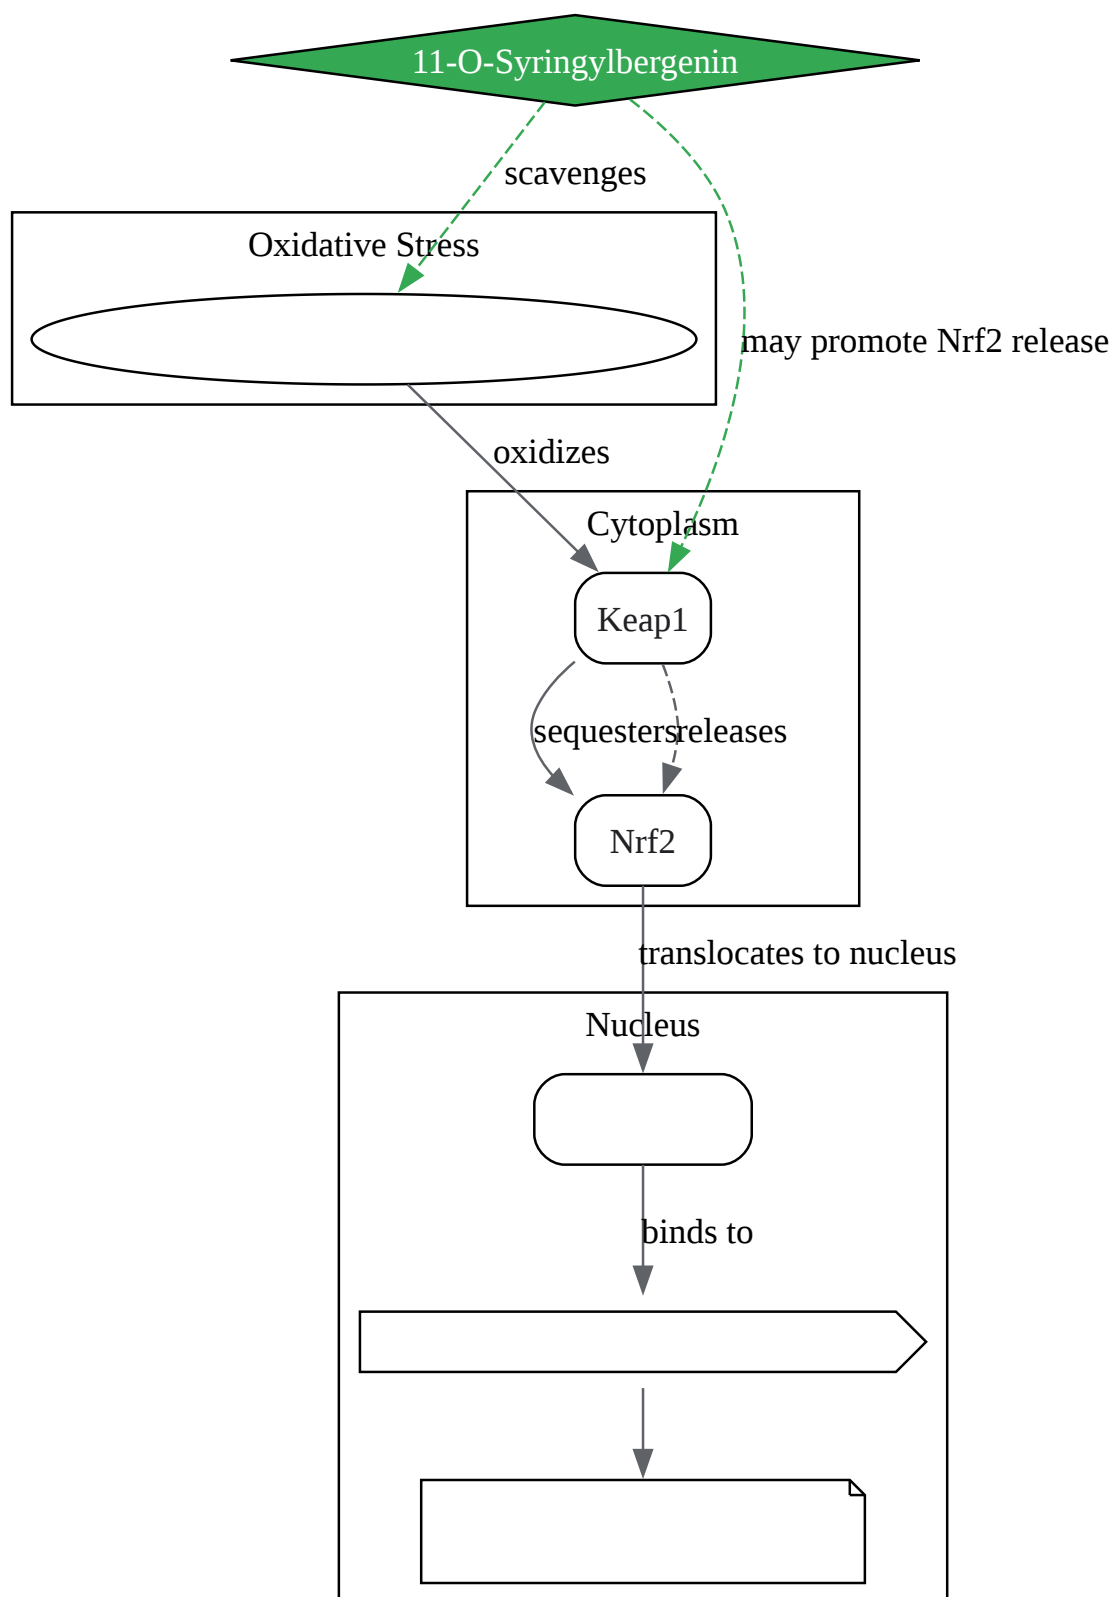 11-O-Syringylbergenin
scavenges
Oxidative Stress
may promote Nrf2 release
oxidizes
Cytoplasm
Keap1
sequesters
releases
Nrf2
translocates to nucleus
Nucleus
binds to